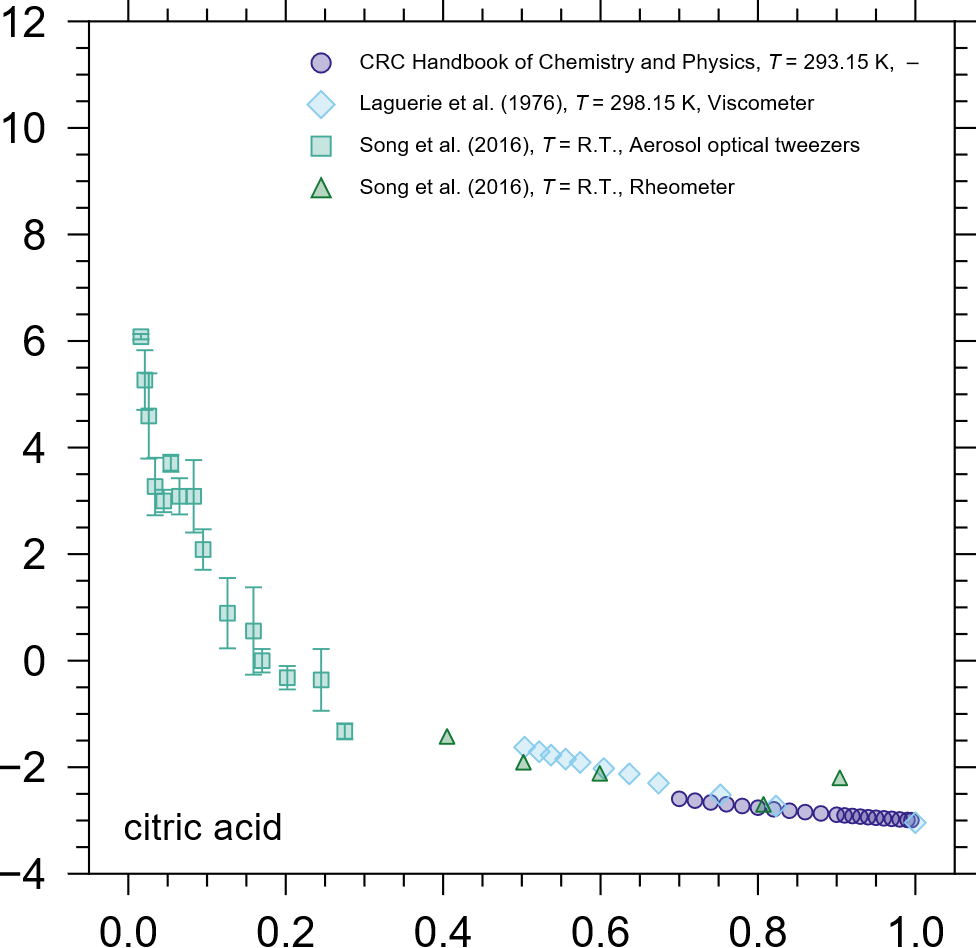 12
CRC Handbook of Chemistry and Physics, T = 293.15 K, –
Laguerie et al. (1976), T = 298.15 K, Viscometer
10
Song et al. (2016), T = R.T., Aerosol optical tweezers
Song et al. (2016), T = R.T., Rheometer
8
6
4
2
0
−2
citric acid
−4
0.0 0.2 0.4 0.6 0.8 1.0